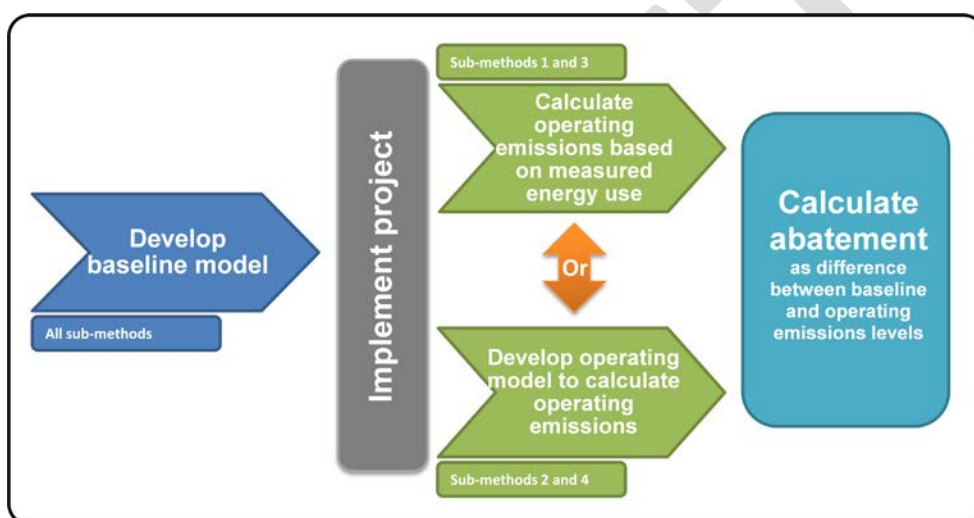 Develop
baseline model
All sub-methods
Implement project
Sub-methods 1 and 3
Calculate
operating
emissions based
on measured
energy use
Or
Develop operating
model to calculate
operating
emissions
Sub-methods 2 and 4
Calculate
abatement
as difference
between baseline
and operating
emissions levels